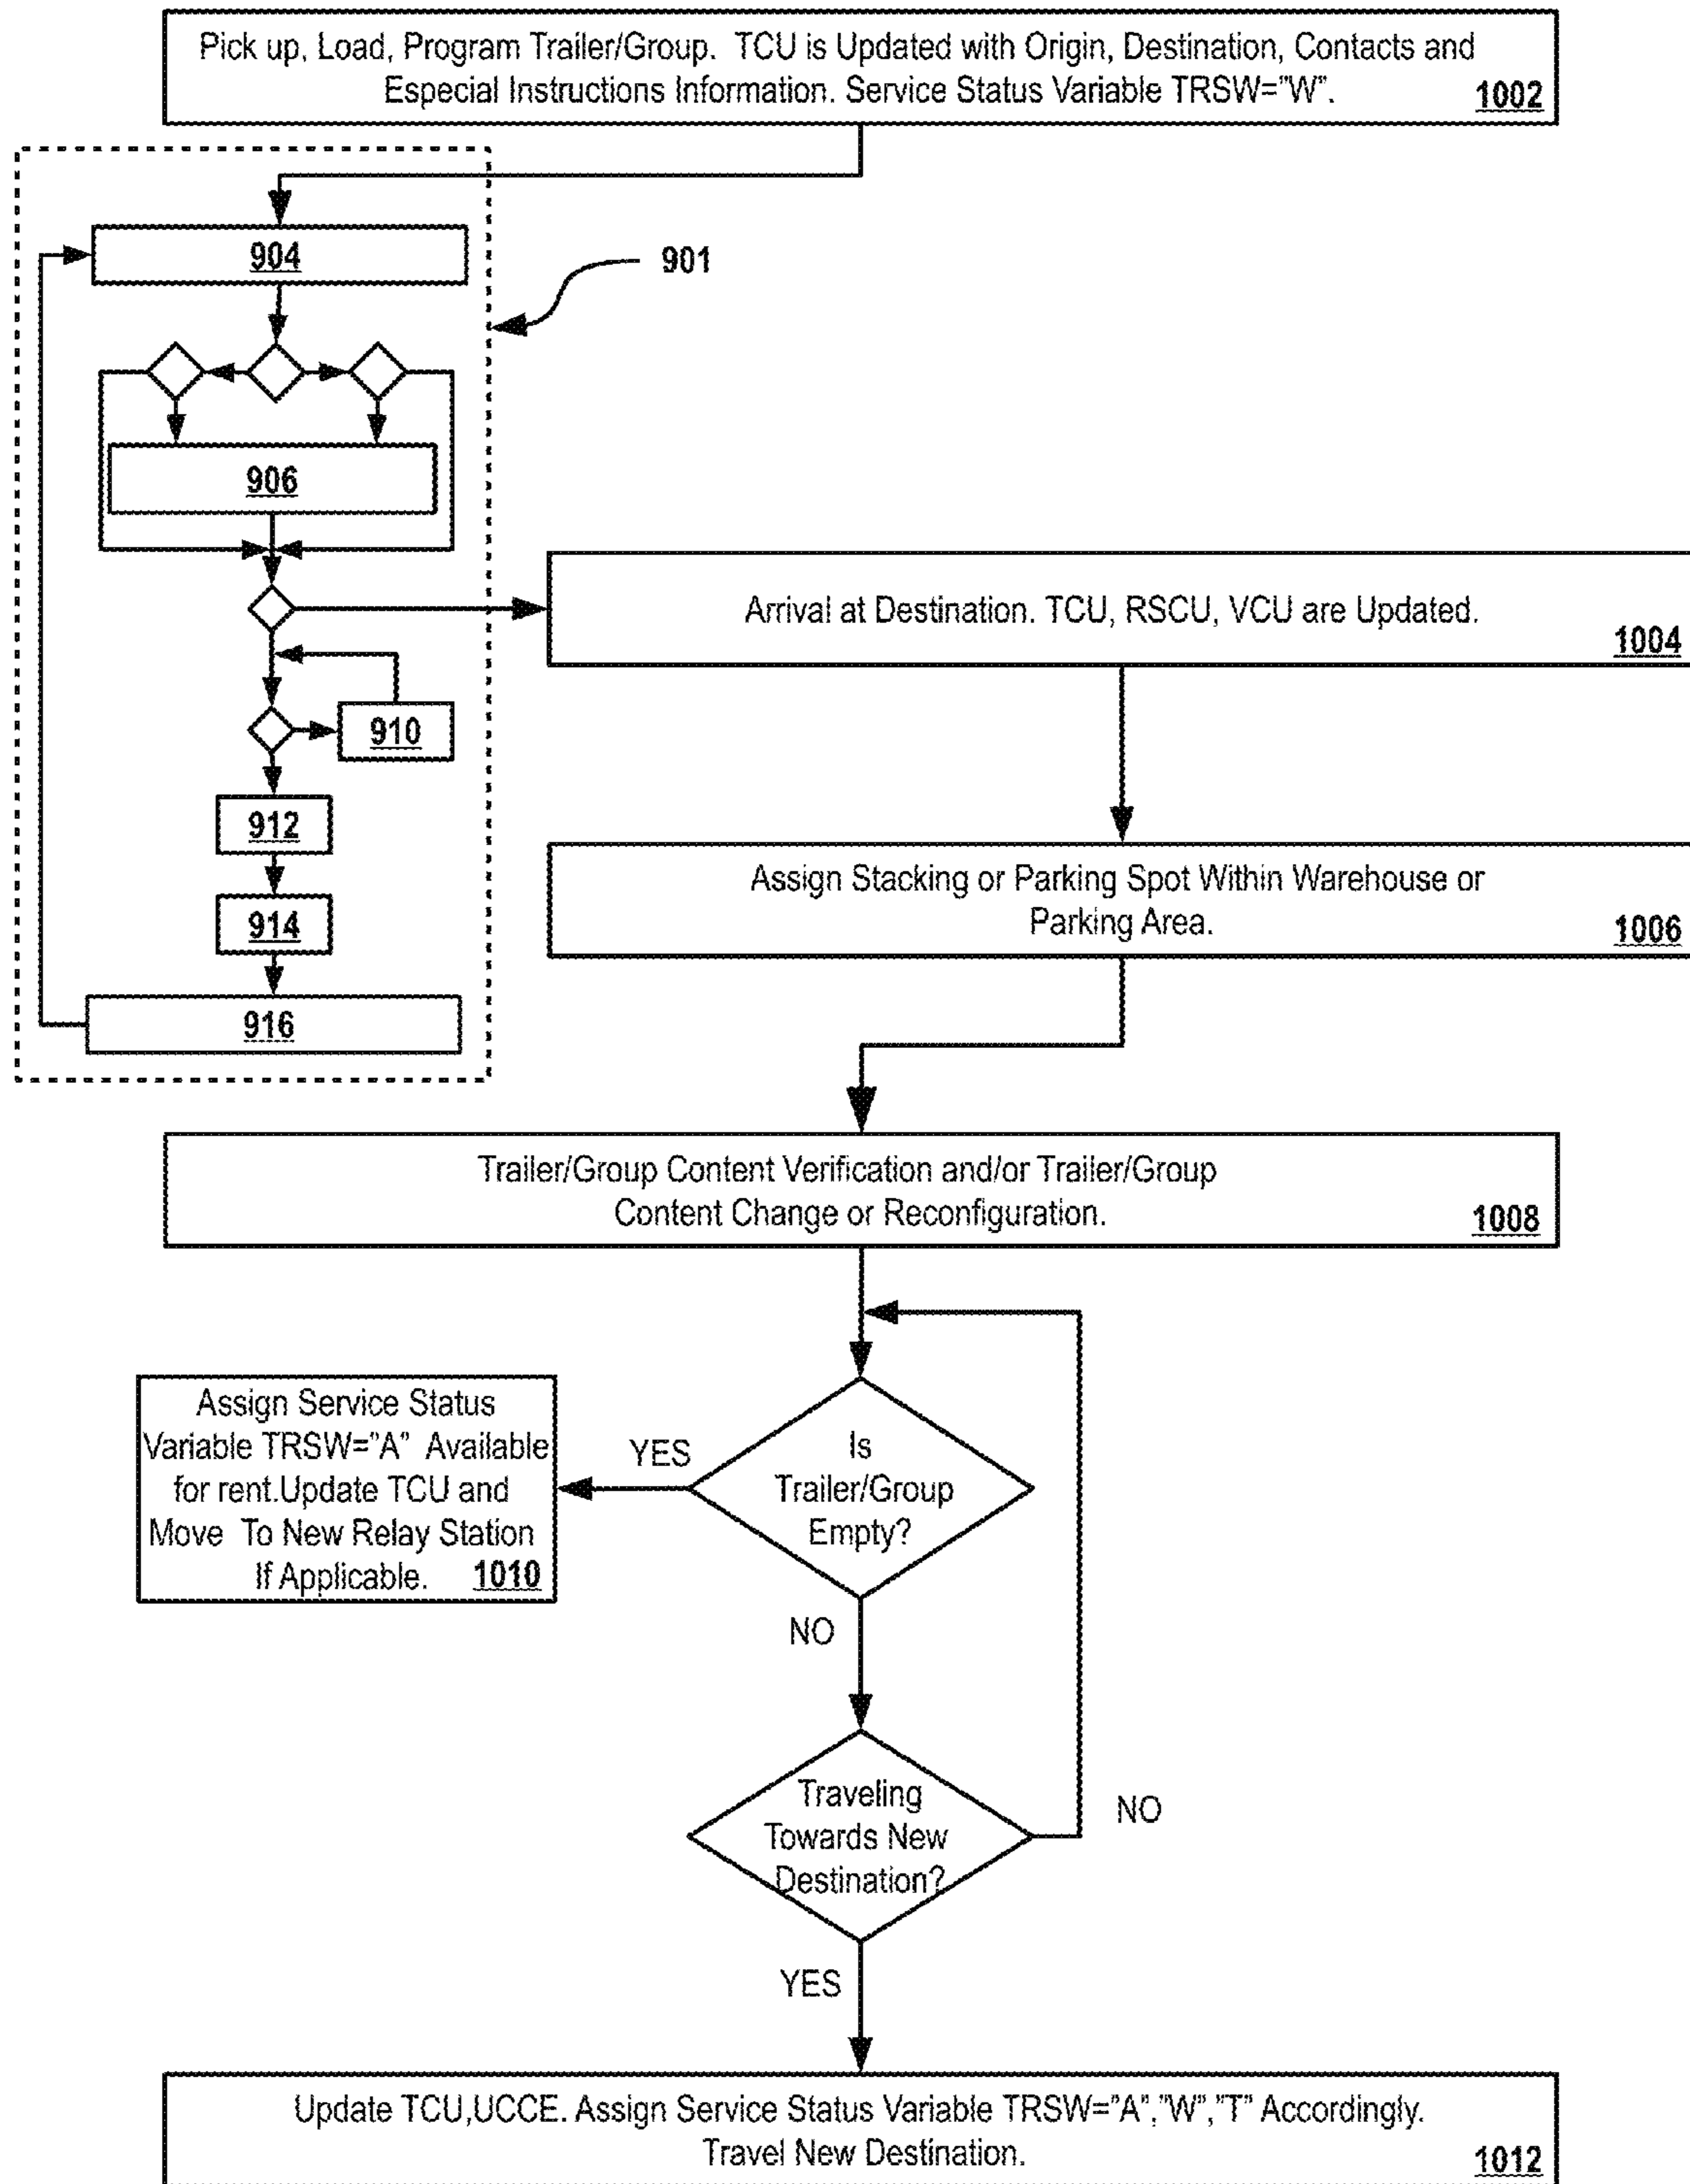 Pick up, Load, Program Trailer/Group. TCU is Updated with Origin, Destination, Contacts and
Especial Instructions Information. Service Status Variable TRSW="W".
1002
904
901
906
Arrival at Destination. TCU, RSCU, VCU are Updated.
1004
910
912
Assign Stacking or Parking Spot Within Warehouse or
Parking Area.
1006
914
916
Trailer/Group Content Verification and/or Trailer/Group
Content Change or Reconfiguration.
1008
Assign Service Status
Variable TRSW="A" Available
for rent.Update TCU and
Move To New Relay Station
If Applicable. 1010
YES
Is
Trailer/Group
Empty?
NO
Traveling
Towards New
Destination?
NO
YES
Update TCU,UCCE. Assign Service Status Variable TRSW="A","W","T" Accordingly.
Travel New Destination.
1012